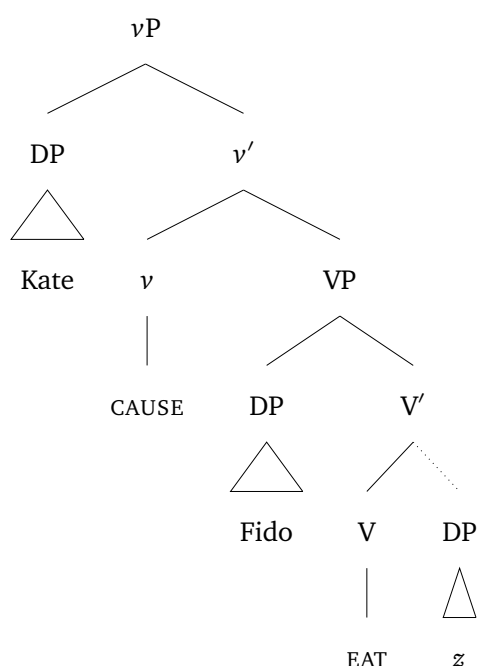 vP
DP v′
Kate v VP
CAUSE DP V′
Fido V DP
EAT z